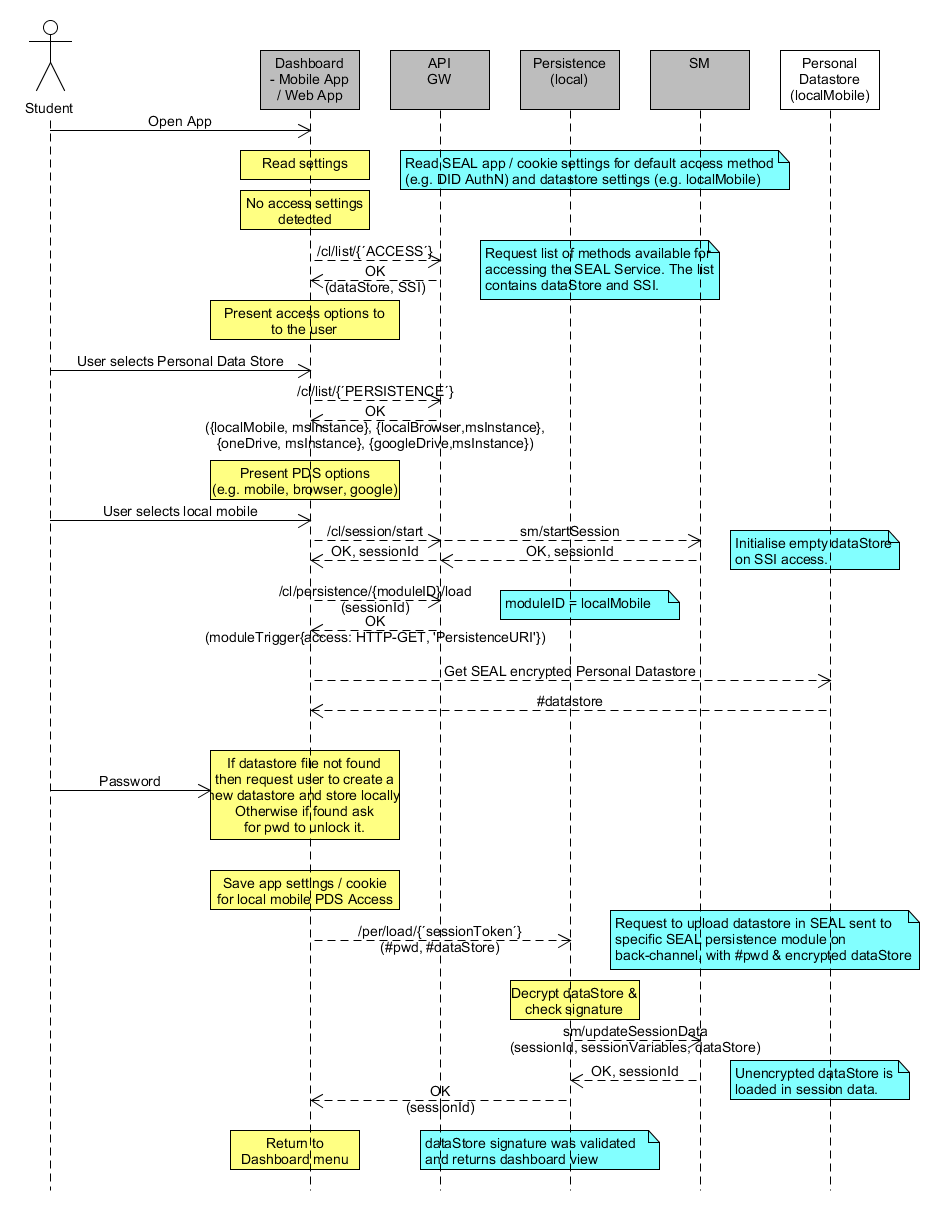 Student
Dashboard
- Mobile App
/ Web App
API
GW
Persistence
(local)
SM
Personal
Datastore
(localMobile)
Open App
Read settings
Read SEAL app / cookie settings for default access method
(e.g. DID AuthN) and datastore settings (e.g. localMobile)
No access settings
detected
/cl/list/{´ACCESS´}
OK
(dataStore, SSI)
Request list of methods available for
accessing the SEAL Service. The list
contains dataStore and SSI.
Present access options to
to the user
User selects Personal Data Store
/cl/list/{´PERSISTENCE´}
OK
({localMobile, msInstance}, {localBrowser,msInstance},
{oneDrive, msInstance}, {googleDrive,msInstance})
Present PDS options
(e.g. mobile, browser, google)
User selects local mobile
/cl/session/start
sm/startSession
OK, sessionId
OK, sessionId
Initialise empty dataStore
on SSI access.
/cl/persistence/{moduleID}/load
(sessionId)
moduleID = localMobile
OK
(moduleTrigger{access: HTTP-GET, 'PersistenceURI'})
Get SEAL encrypted Personal Datastore
#datastore
Password
If datastore file not found
then request user to create a
new datastore and store locally
Otherwise if found ask
for pwd to unlock it.
Save app settings / cookie
for local mobile PDS Access
/per/load/{´sessionToken´}
(#pwd, #dataStore)
Request to upload datastore in SEAL sent to
specific SEAL persistence module on
back-channel, with #pwd & encrypted dataStore
Decrypt dataStore &
check signature
sm/updateSessionData
(sessionId, sessionVariables, dataStore)
OK, sessionId
Unencrypted dataStore is
loaded in session data.
OK
(sessionId)
Return to
Dashboard menu
dataStore signature was validated
and returns dashboard view